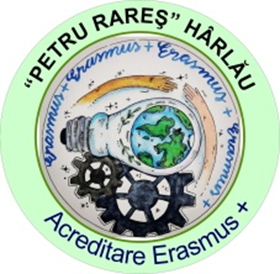 "PETRU RAREŞ" HÂRLĂU
Erasmus+ Erasmus + Erasmus + Erasmus +
Acreditare Erasmus +